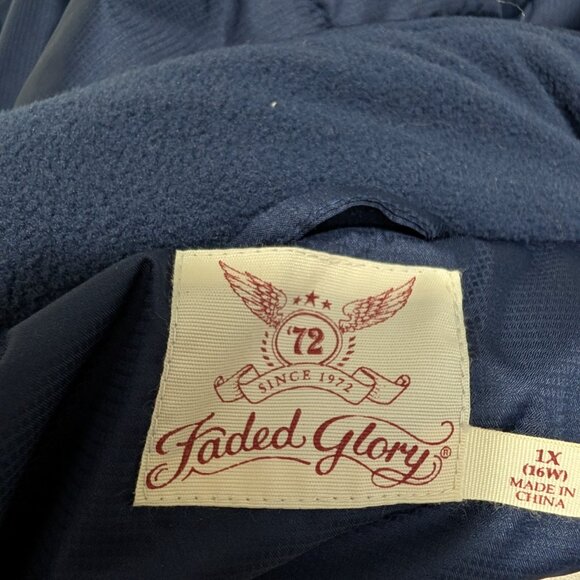 '72
SINCE 1972
Faded Glory®
1X
(16W)
MADE IN
CHINA